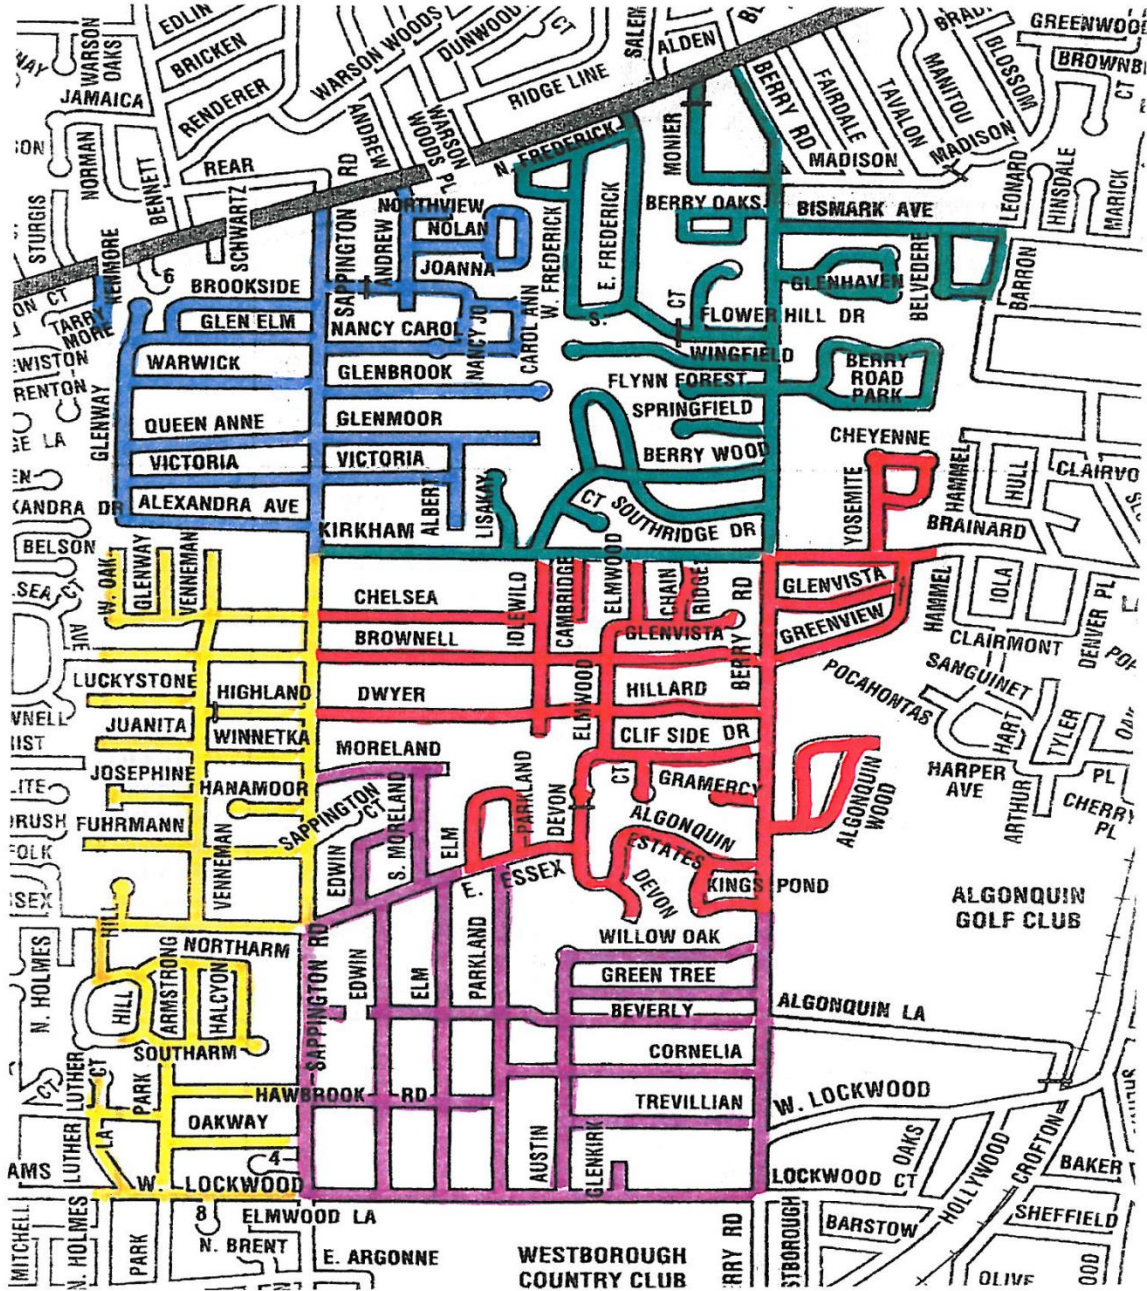 EDLIN
BRICKEN
RENDERER
WARSON OAKS
JAMAICA
NORMAN
BENNETT
STURGIS
REAR
SCHWARTZ
WARSON WOODS
DUNWOOD
CT
RIDGE LINE
SALEM
ALDEN
BERRY RD
FAIRDALE
TAVALON
MANITOU
BLOSSOM
GREENWOOD
CT
MADISON
MADISON
LEONARD
HINSDALE
MARICK
ANDREW
WARSON WOODS PL
SAPPINGTON RD
N. FREDERICK
MONIER
BERRY OAKS
BISMARK AVE
BARRON
KENMORE
6
TARRY MORE
BROOKSIDE
GLEN ELM
WARWICK
GLENWAY
QUEEN ANNE
VICTORIA
ALEXANDRA AVE
NORTHVIEW
NOLAN
ANDREW
JOANNA
NANCY CAROL
NANCY JO
CAROL ANN
GLENBROOK
GLENMOOR
VICTORIA
ALBERT
KIRKHAM
LISAKAY
W. FREDERICK
E. FREDERICK
S.
CT
FLOWER HILL DR
GLENHAVEN
BELVEDERE
WINGFIELD
FLYNN FOREST
BERRY ROAD PARK
SPRINGFIELD
BERRY WOOD
CT
SOUTHRIDGE DR
CHEYENNE
YOSEMITE
HAMMEL
HULL
BRAINARD
BELSON
CT
AVE
W. OAK
GLENWAY
VENNEMAN
CHELSEA
BROWNELL
DWYER
IDLEWILD
CAMBRIDGE
ELMWOOD
CHAIN RIDGE
GLENVISTA
BERRY RD
GLENVISTA
GREENVIEW
HAMMEL
IOLA
CLAIRMONT
DENVER PL
POCAHONTAS
SANGUINET
HART
TYLER
HARPER AVE
ARTHUR
PL
CHERRY PL
LUCKYSTONE
JUANITA
JOSEPHINE
FUHRMANN
HIGHLAND
WINNETKA
HANAMOOR
VENNEMAN
SAPPINGTON CT
MORELAND
EDWIN
S. MORELAND
ELM
E. ESSEX
PARKLAND
DEVON
ELMWOOD
HILLARD
CLIF SIDE DR
CT
GRAMERCY
ALGONQUIN ESTATES
DEVON
KINGS POND
ALGONQUIN WOOD
ALGONQUIN GOLF CLUB
N. HOLMES
HILL
NORTHARM
HILL
ARMSTRONG
HALCYON
SOUTHARM
SAPPINGTON RD
EDWIN
ELM
PARKLAND
WILLOW OAK
GREEN TREE
BEVERLY
ALGONQUIN LA
CORNELIA
TREVILLIAN
AUSTIN
GLENKIRK
CT
LUTHER CT
LUTHER LA
PARK
HAWBROOK RD
OAKWAY
4
W. LOCKWOOD
W. LOCKWOOD
LOCKWOOD CT
OAKS
HOLLYWOOD
CROFTON
BAKER
SHEFFIELD
BARSTOW
OLIVE
MITCHELL
N. HOLMES
PARK
8
ELMWOOD LA
N. BRENT
E. ARGONNE
WESTBOROUGH COUNTRY CLUB